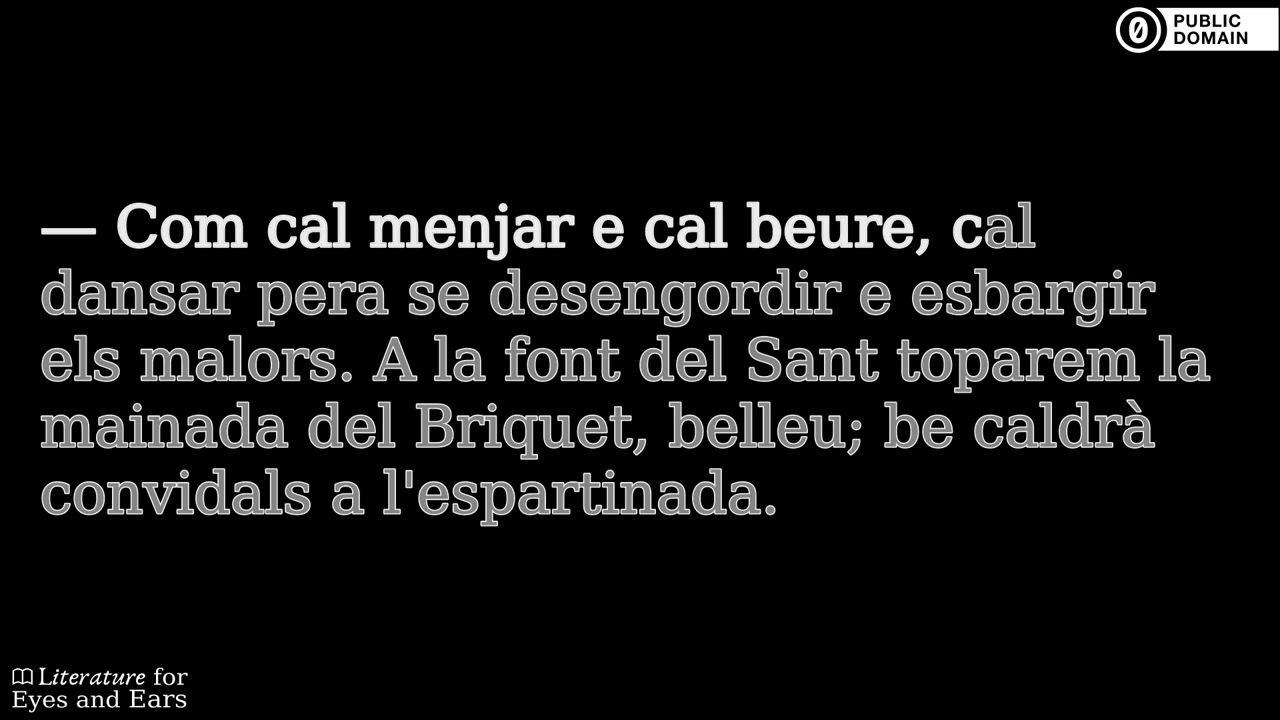 PUBLIC
DOMAIN
— Com cal menjar e cal beure, cal
dansar pera se desengordir e esbargir
els malors. A la font del Sant toparem la
mainada del Briquet, belleu; be caldrà
convidals a l'espartinada.
Literature for
Eyes and Ears